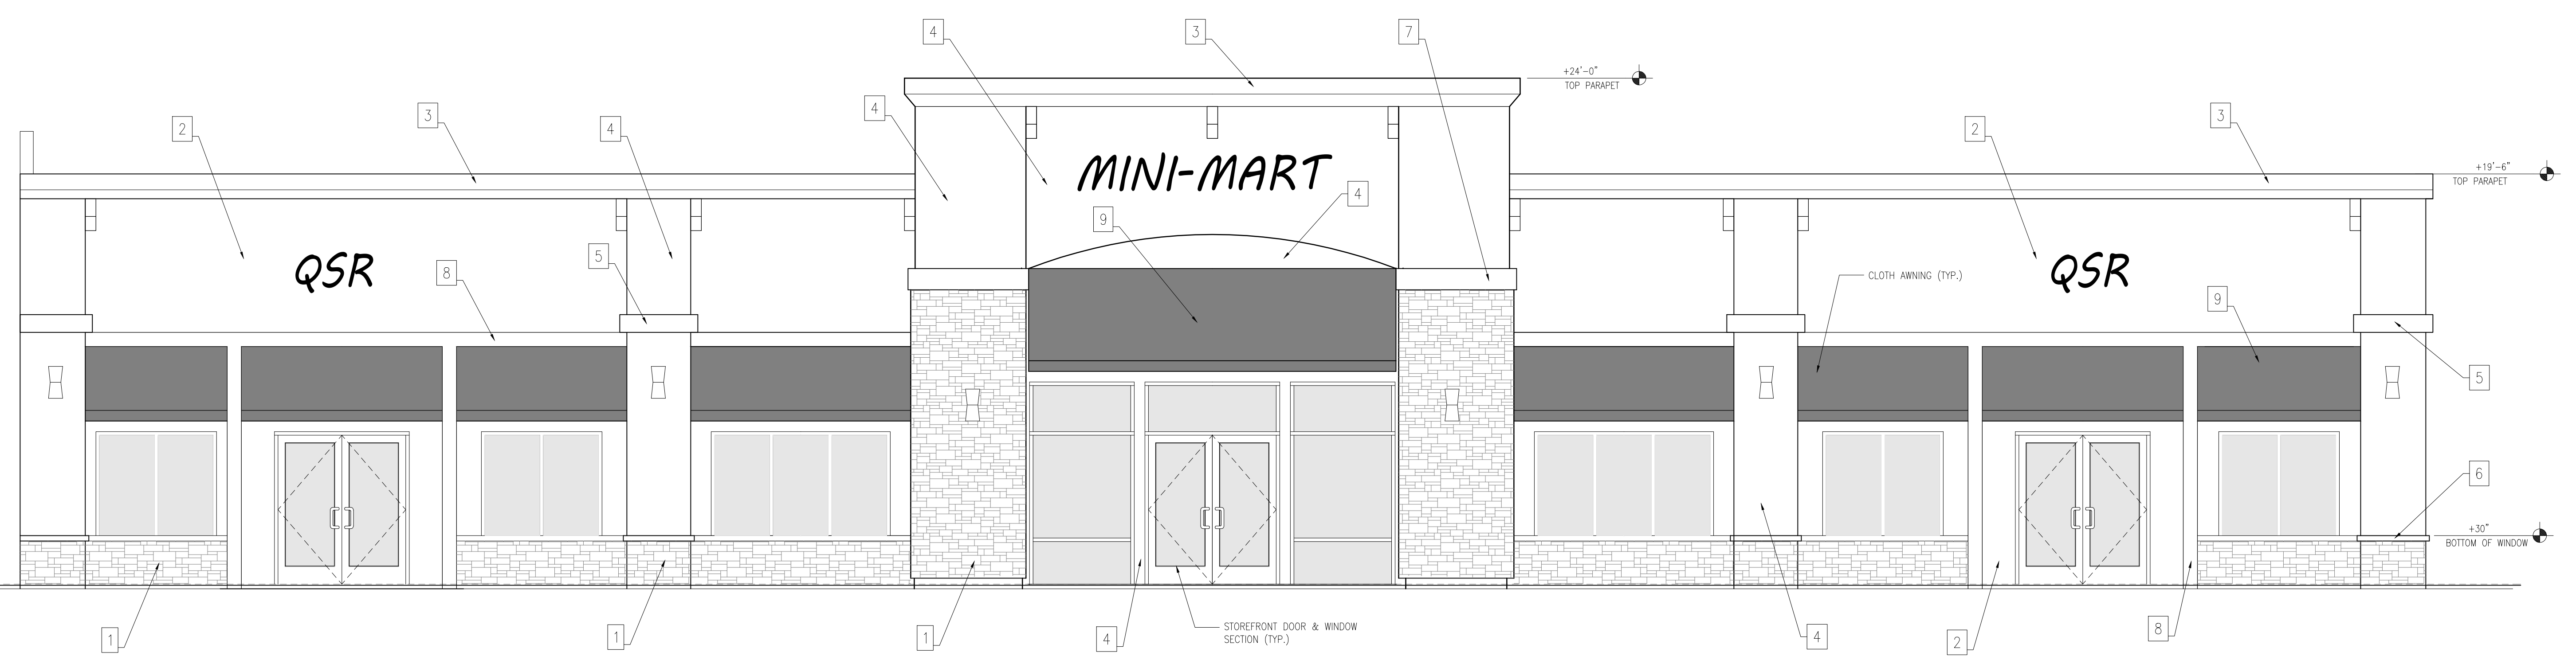 4
3
7
+24'-0"
TOP PARAPET
4
3
4
2
2
3
MINI-MART
+19'-6"
TOP PARAPET
4
9
5
8
QSR
QSR
CLOTH AWNING (TYP.)
9
5
6
+30"
BOTTOM OF WINDOW
1
1
1
4
STOREFRONT DOOR & WINDOW
SECTION (TYP.)
4
2
8